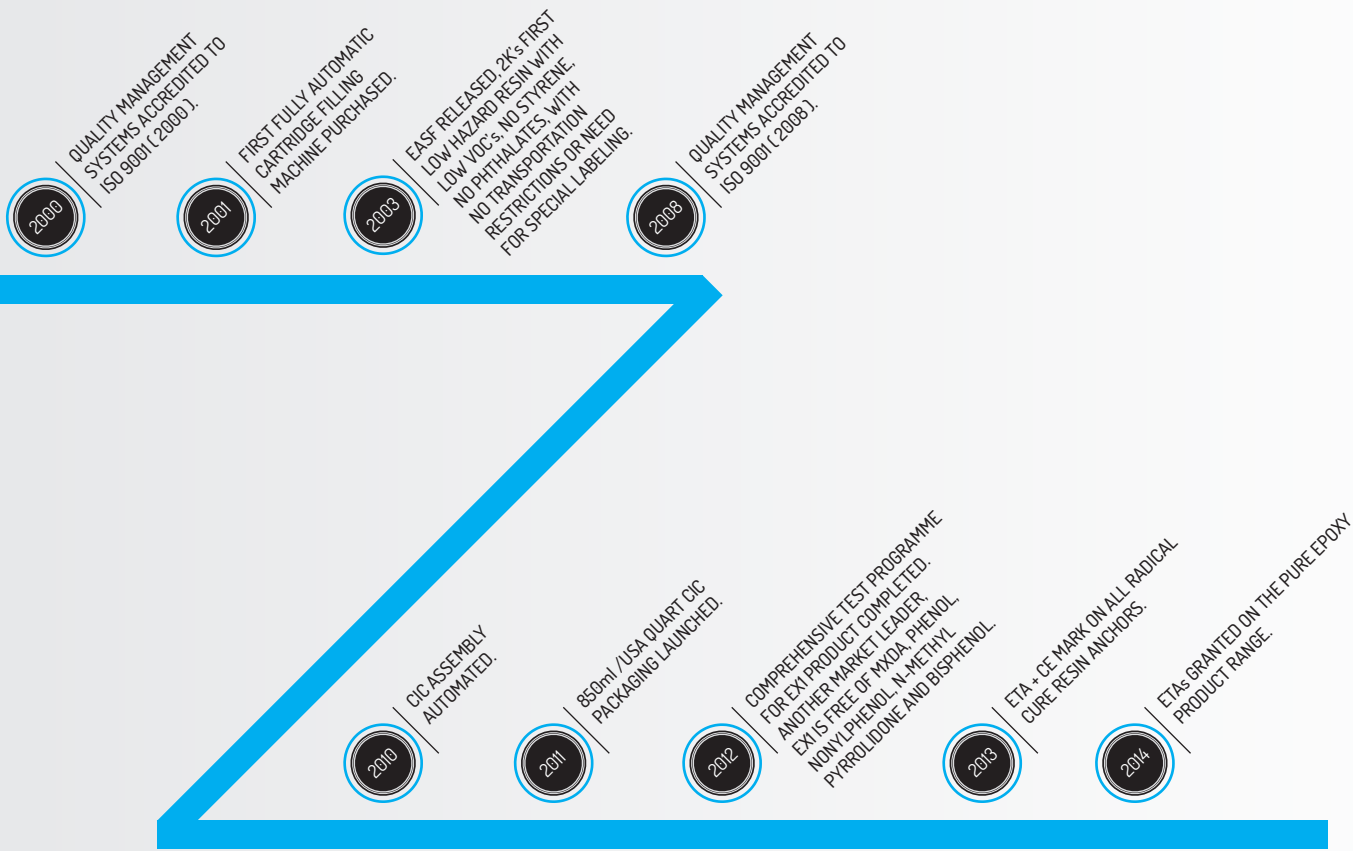 2000
QUALITY MANAGEMENT
SYSTEMS ACCREDITED TO
ISO 9001 ( 2000 ).
2001
FIRST FULLY AUTOMATIC
CARTRIDGE FILLING
MACHINE PURCHASED.
2003
EASF RELEASED, 2K's FIRST
LOW HAZARD RESIN WITH
LOW VOC's, NO STYRENE,
NO PHTHALATES, WITH
NO TRANSPORTATION
RESTRICTIONS OR NEED
FOR SPECIAL LABELING.
2008
QUALITY MANAGEMENT
SYSTEMS ACCREDITED TO
ISO 9001 ( 2008 ).
2010
CIC ASSEMBLY
AUTOMATED.
2011
850ml /USA QUART CIC
PACKAGING LAUNCHED.
2012
COMPREHENSIVE TEST PROGRAMME
FOR EX1 PRODUCT COMPLETED.
ANOTHER MARKET LEADER,
EX1 IS FREE OF MXDA, PHENOL,
NONYLPHENOL, N-METHYL
PYRROLIDONE AND BISPHENOL.
2013
ETA + CE MARK ON ALL RADICAL
CURE RESIN ANCHORS.
2014
ETAs GRANTED ON THE PURE EPOXY
PRODUCT RANGE.